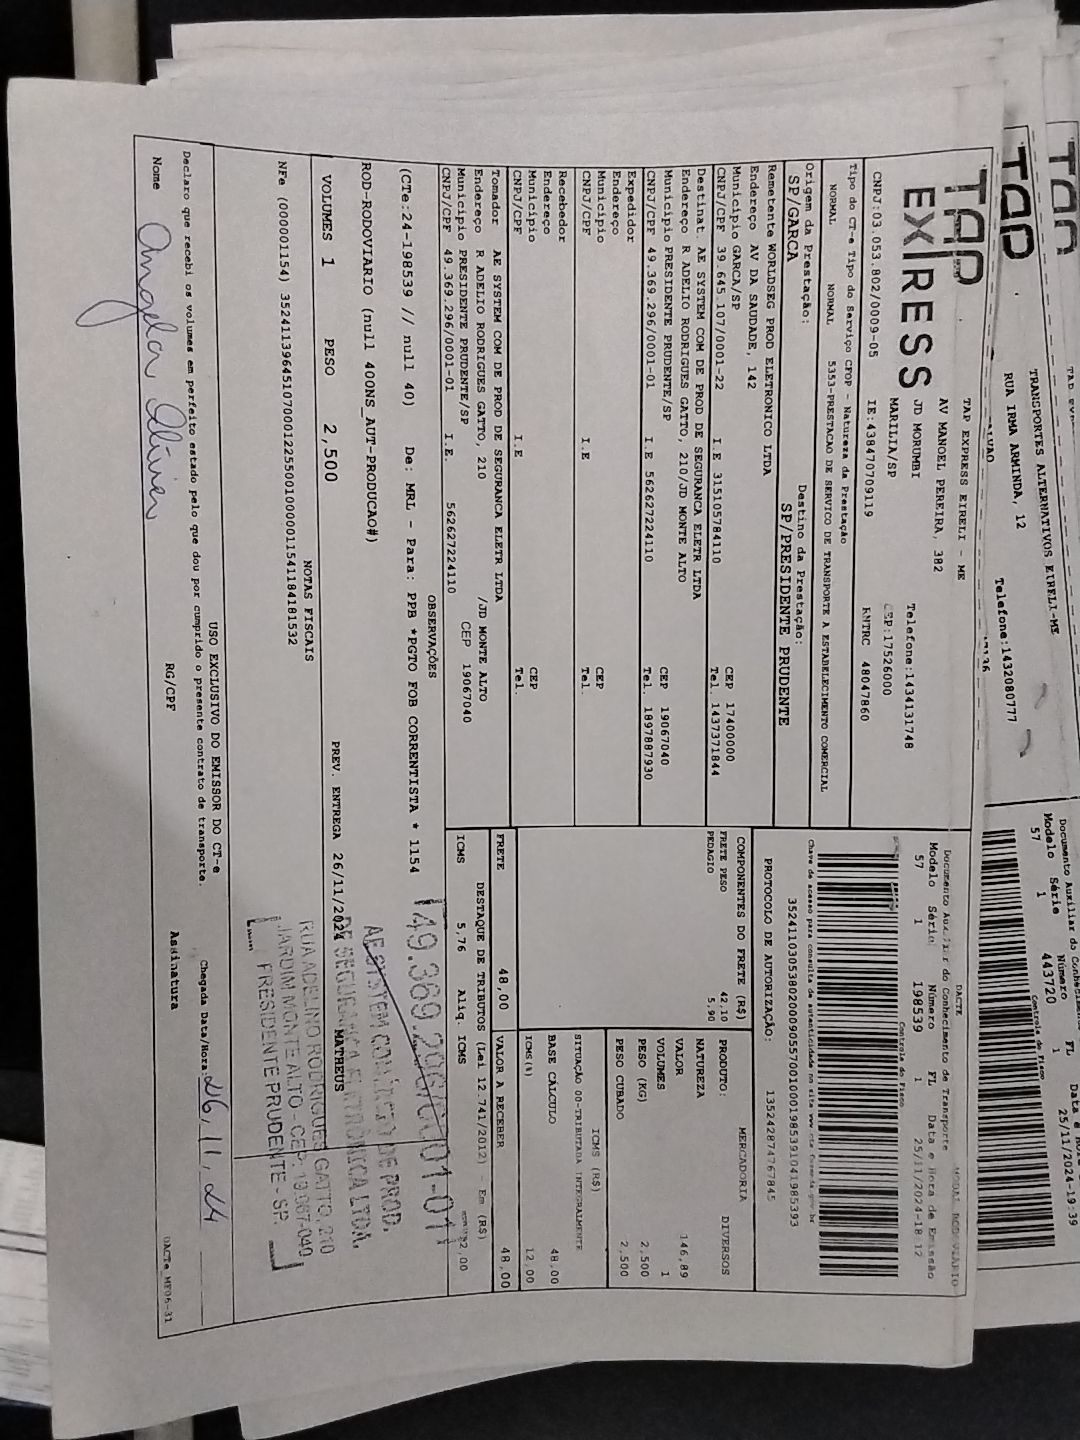 TAP
TRANSPORTES ALTERNATIVOS EIRELI-ME
RUA IRMA ARMINDA, 12
Telefone:1432080777
Modelo Série Número FL
57 1 443720 1 25/11/2024-19:39
Controle do Fisco
TAP EXPRESS
TAP EXPRESS EIRELI - ME
AV MANOEL PEREIRA, 382
JD MORUMBI
MARILIA/SP
Telefone:1434131748
CEP:17526000
CNPJ:03.053.802/0009-05 IE:438470709119 RNTRC 48047860
DACTE
MODAL RODOVIÁRIO
Documento Auxiliar do Conhecimento de Transporte
Modelo Série Número FL Data e Hora de Emissão
57 1 198539 1 25/11/2024-18:12
Controle do Fisco
Tipo do CT-e Tipo do Serviço CFOP - Natureza da Prestação
NORMAL NORMAL 5353-PRESTACAO DE SERVICO DE TRANSPORTE A ESTABELECIMENTO COMERCIAL
Chave de acesso para consulta de autenticidade no site www.cte.fazenda.gov.br
35241103053802000905570010001985391041985393
Origem da Prestação: Destino da Prestação:
SP/GARCA SP/PRESIDENTE PRUDENTE
PROTOCOLO DE AUTORIZAÇÃO: 135242874767845
Remetente WORLDSEG PROD ELETRONICO LTDA
Endereço AV DA SAUDADE, 142
Município GARCA/SP CEP 17400000
CNPJ/CPF 39.645.107/0001-22 I.E 315105784110 Tel. 1437371844
Destinat. AE SYSTEM COM DE PROD DE SEGURANCA ELETR LTDA
Endereço R ADELIO RODRIGUES GATTO, 210/JD MONTE ALTO
Município PRESIDENTE PRUDENTE/SP CEP 19067040
CNPJ/CPF 49.369.296/0001-01 I.E 562627224110 Tel. 1897887930
Expedidor
Endereço
Município CEP
CNPJ/CPF I.E Tel.
Recebedor
Endereço
Município CEP
CNPJ/CPF I.E Tel.
COMPONENTES DO FRETE (R$)
FRETE PESO 42,10
PEDAGIO 5,90
MERCADORIA
PRODUTO: DIVERSOS
NATUREZA
VALOR 146,89
VOLUMES 1
PESO (KG) 2,500
PESO CUBADO 2,500
ICMS (R$)
SITUAÇÃO 00-TRIBUTADA INTEGRALMENTE
BASE CÁLCULO 48,00
ICMS(%) 12,00
FRETE 48,00 VALOR A RECEBER 48,00
Tomador AE SYSTEM COM DE PROD DE SEGURANCA ELETR LTDA
Endereço R ADELIO RODRIGUES GATTO, 210 /JD MONTE ALTO
Município PRESIDENTE PRUDENTE/SP CEP 19067040
CNPJ/CPF 49.369.296/0001-01 I.E. 562627224110
DESTAQUE DE TRIBUTOS (Lei 12.741/2012) - Em (R$)
ICMS 5,76 Aliq. ICMS 12,00
OBSERVAÇÕES
(CTe:24-198539 // null 40) De: MRL - Para: PPB *PGTO FOB CORRENTISTA * 1154
ROD-RODOVIARIO (null 400NS_AUT-PRODUCAO#)
VOLUMES 1 PESO 2,500 PREV. ENTREGA 26/11/2024 MATHEUS
49.369.296/0001-01
AE SYSTEM COM. DE PROD.
DE SEGURANÇA ELETRONICA LTDA.
RUA ADELINO RODRIGUES GATTO, 210
JARDIM MONTE ALTO - CEP: 19067-040
PRESIDENTE PRUDENTE - SP.
NOTAS FISCAIS
NFe (000001154) 35241139645107000122550010000011541184181532
USO EXCLUSIVO DO EMISSOR DO CT-e
Declaro que recebi os volumes em perfeito estado pelo que dou por cumprido o presente contrato de transporte.
Chegada Data/Hora: 26/11/24
Nome Angela Oliveira RG/CPF Assinatura
DACTe_MF06-31